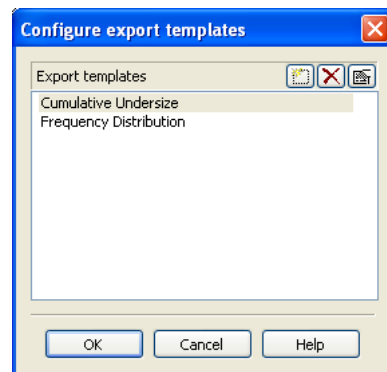 Configure export templates
Export templates
Cumulative Undersize
Frequency Distribution
OK Cancel Help